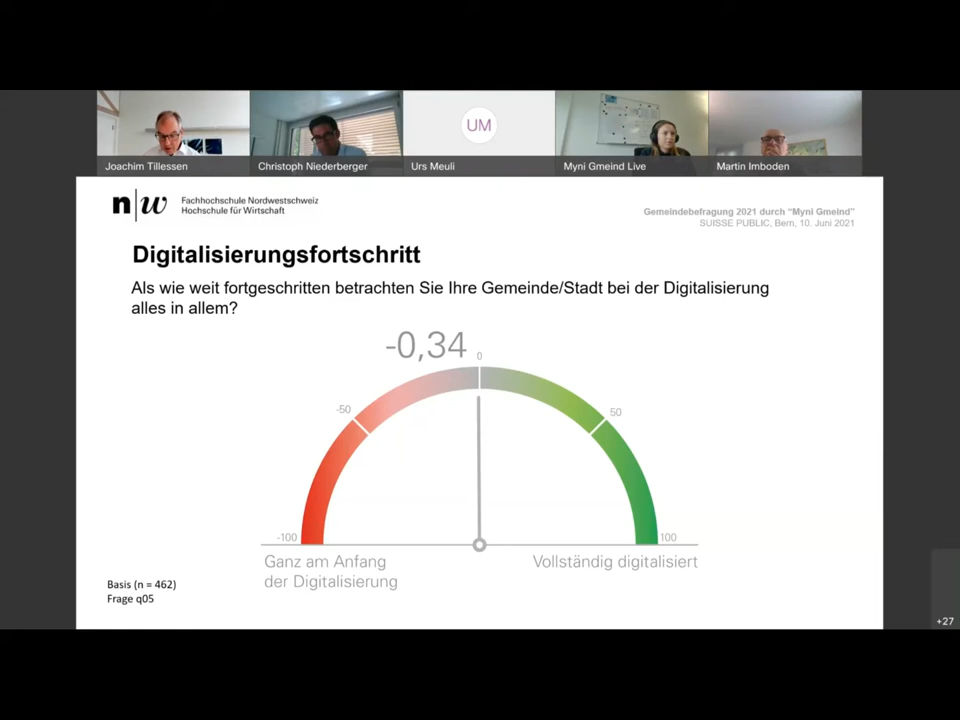 UM
Joachim Tillessen
Christoph Niederberger
Urs Meuli
Myni Gmeind Live
Martin Imboden
n|w
Fachhochschule Nordwestschweiz
Hochschule für Wirtschaft
Gemeindebefragung 2021 durch “Myni Gmeind”
SUISSE PUBLIC, Bern, 10. Juni 2021
Digitalisierungsfortschritt
Als wie weit fortgeschritten betrachten Sie Ihre Gemeinde/Stadt bei der Digitalisierung
alles in allem?
-0,34
0
-50
50
-100
100
Ganz am Anfang
der Digitalisierung
Vollständig digitalisiert
Basis (n = 462)
Frage q05
+27